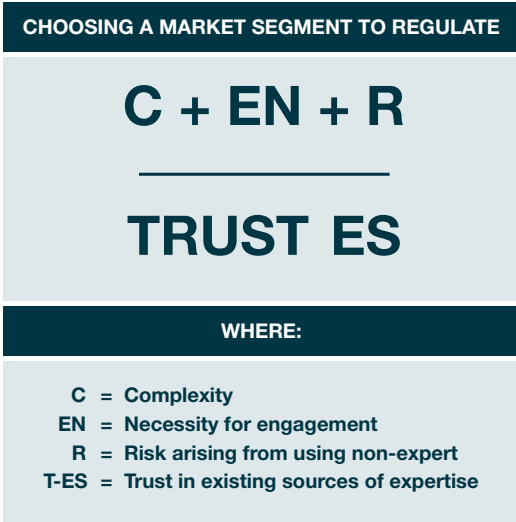 CHOOSING A MARKET SEGMENT TO REGULATE
C + EN + R
TRUST ES
WHERE:
C = Complexity
EN = Necessity for engagement
R = Risk arising from using non-expert
T-ES = Trust in existing sources of expertise